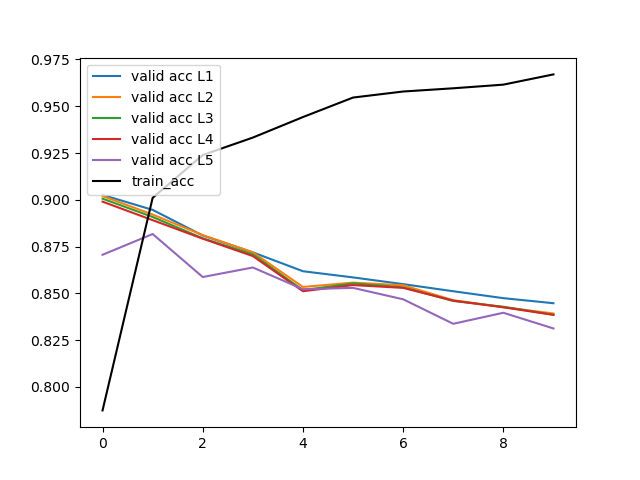 0.975
0.950
0.925
0.900
0.875
0.850
0.825
0.800
valid acc L1
valid acc L2
valid acc L3
valid acc L4
valid acc L5
train_acc
0 2 4 6 8